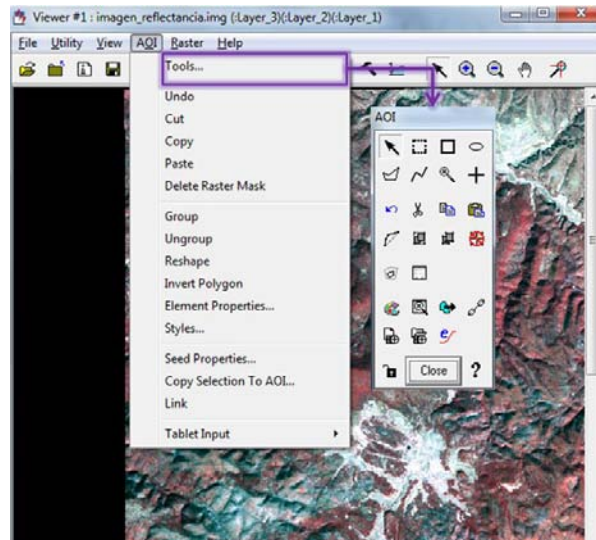 Viewer #1 : imagen_reflectancia.img (:Layer_3)(:Layer_2)(:Layer_1)
File Utility View AOI Raster Help
Tools...
Undo
Cut
Copy
Paste
Delete Raster Mask
Group
Ungroup
Reshape
Invert Polygon
Element Properties...
Styles...
Seed Properties...
Copy Selection To AOI...
Link
Tablet Input
AOI
Close
?